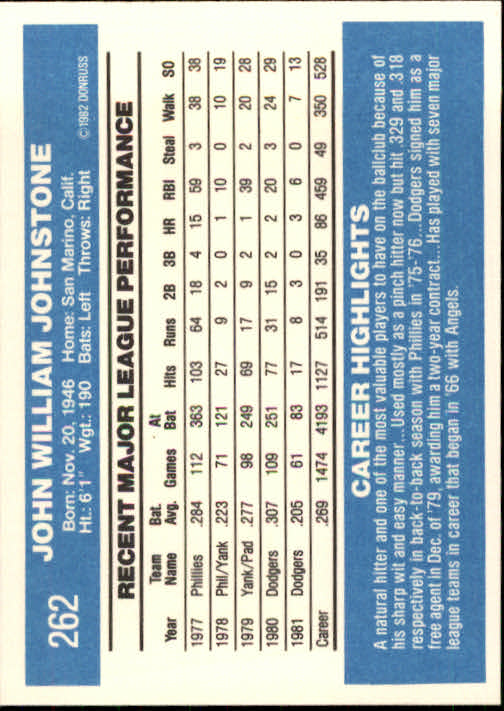 262
JOHN WILLIAM JOHNSTONE
Born: Nov. 20, 1946 Home: San Marino, Calif.
Ht.: 6'1" Wgt.: 190 Bats: Left Throws: Right
©1982 DONRUSS
RECENT MAJOR LEAGUE PERFORMANCE
Team Bat. At
Year Name Avg. Games Bat Hits Runs 2B 3B HR RBI Steal Walk SO
1977 Phillies .284 112 363 103 64 18 4 15 59 3 38 38
1978 Phil/Yank .223 71 121 27 9 2 0 1 10 0 10 19
1979 Yank/Pad .277 98 249 69 17 9 2 1 39 2 20 28
1980 Dodgers .307 109 251 77 31 15 2 2 20 3 24 29
1981 Dodgers .205 61 83 17 8 3 0 3 6 0 7 13
Career .269 1474 4193 1127 514 191 35 86 459 49 350 528
CAREER HIGHLIGHTS
A natural hitter and one of the most valuable players to have on the ballclub because of
his sharp wit and easy manner...Used mostly as a pinch hitter now but hit .329 and .318
respectively in back-to-back season with Phillies in '75-'76...Dodgers signed him as a
free agent in Dec. of '79, awarding him a two-year contract...Has played with seven major
league teams in career that began in '66 with Angels.